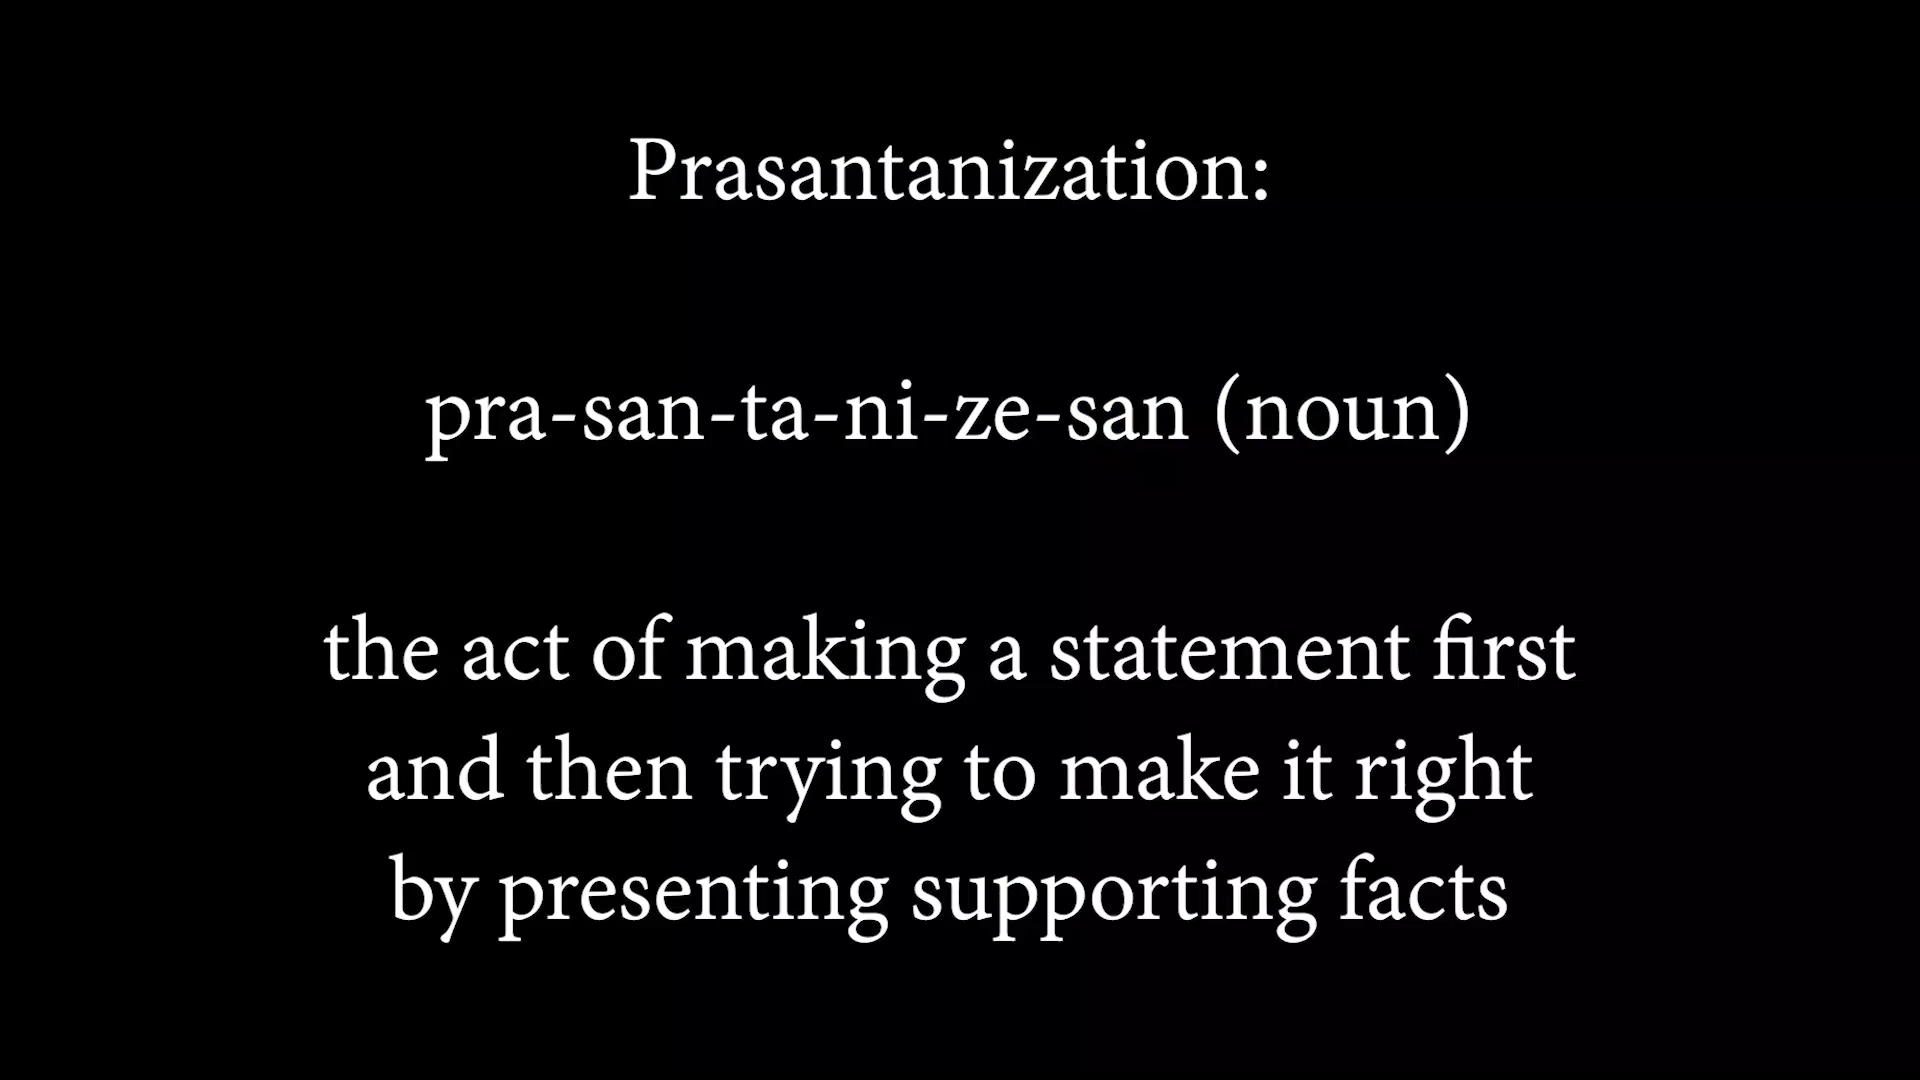 Prasantanization:
pra-san-ta-ni-ze-san (noun)
the act of making a statement first
and then trying to make it right
by presenting supporting facts